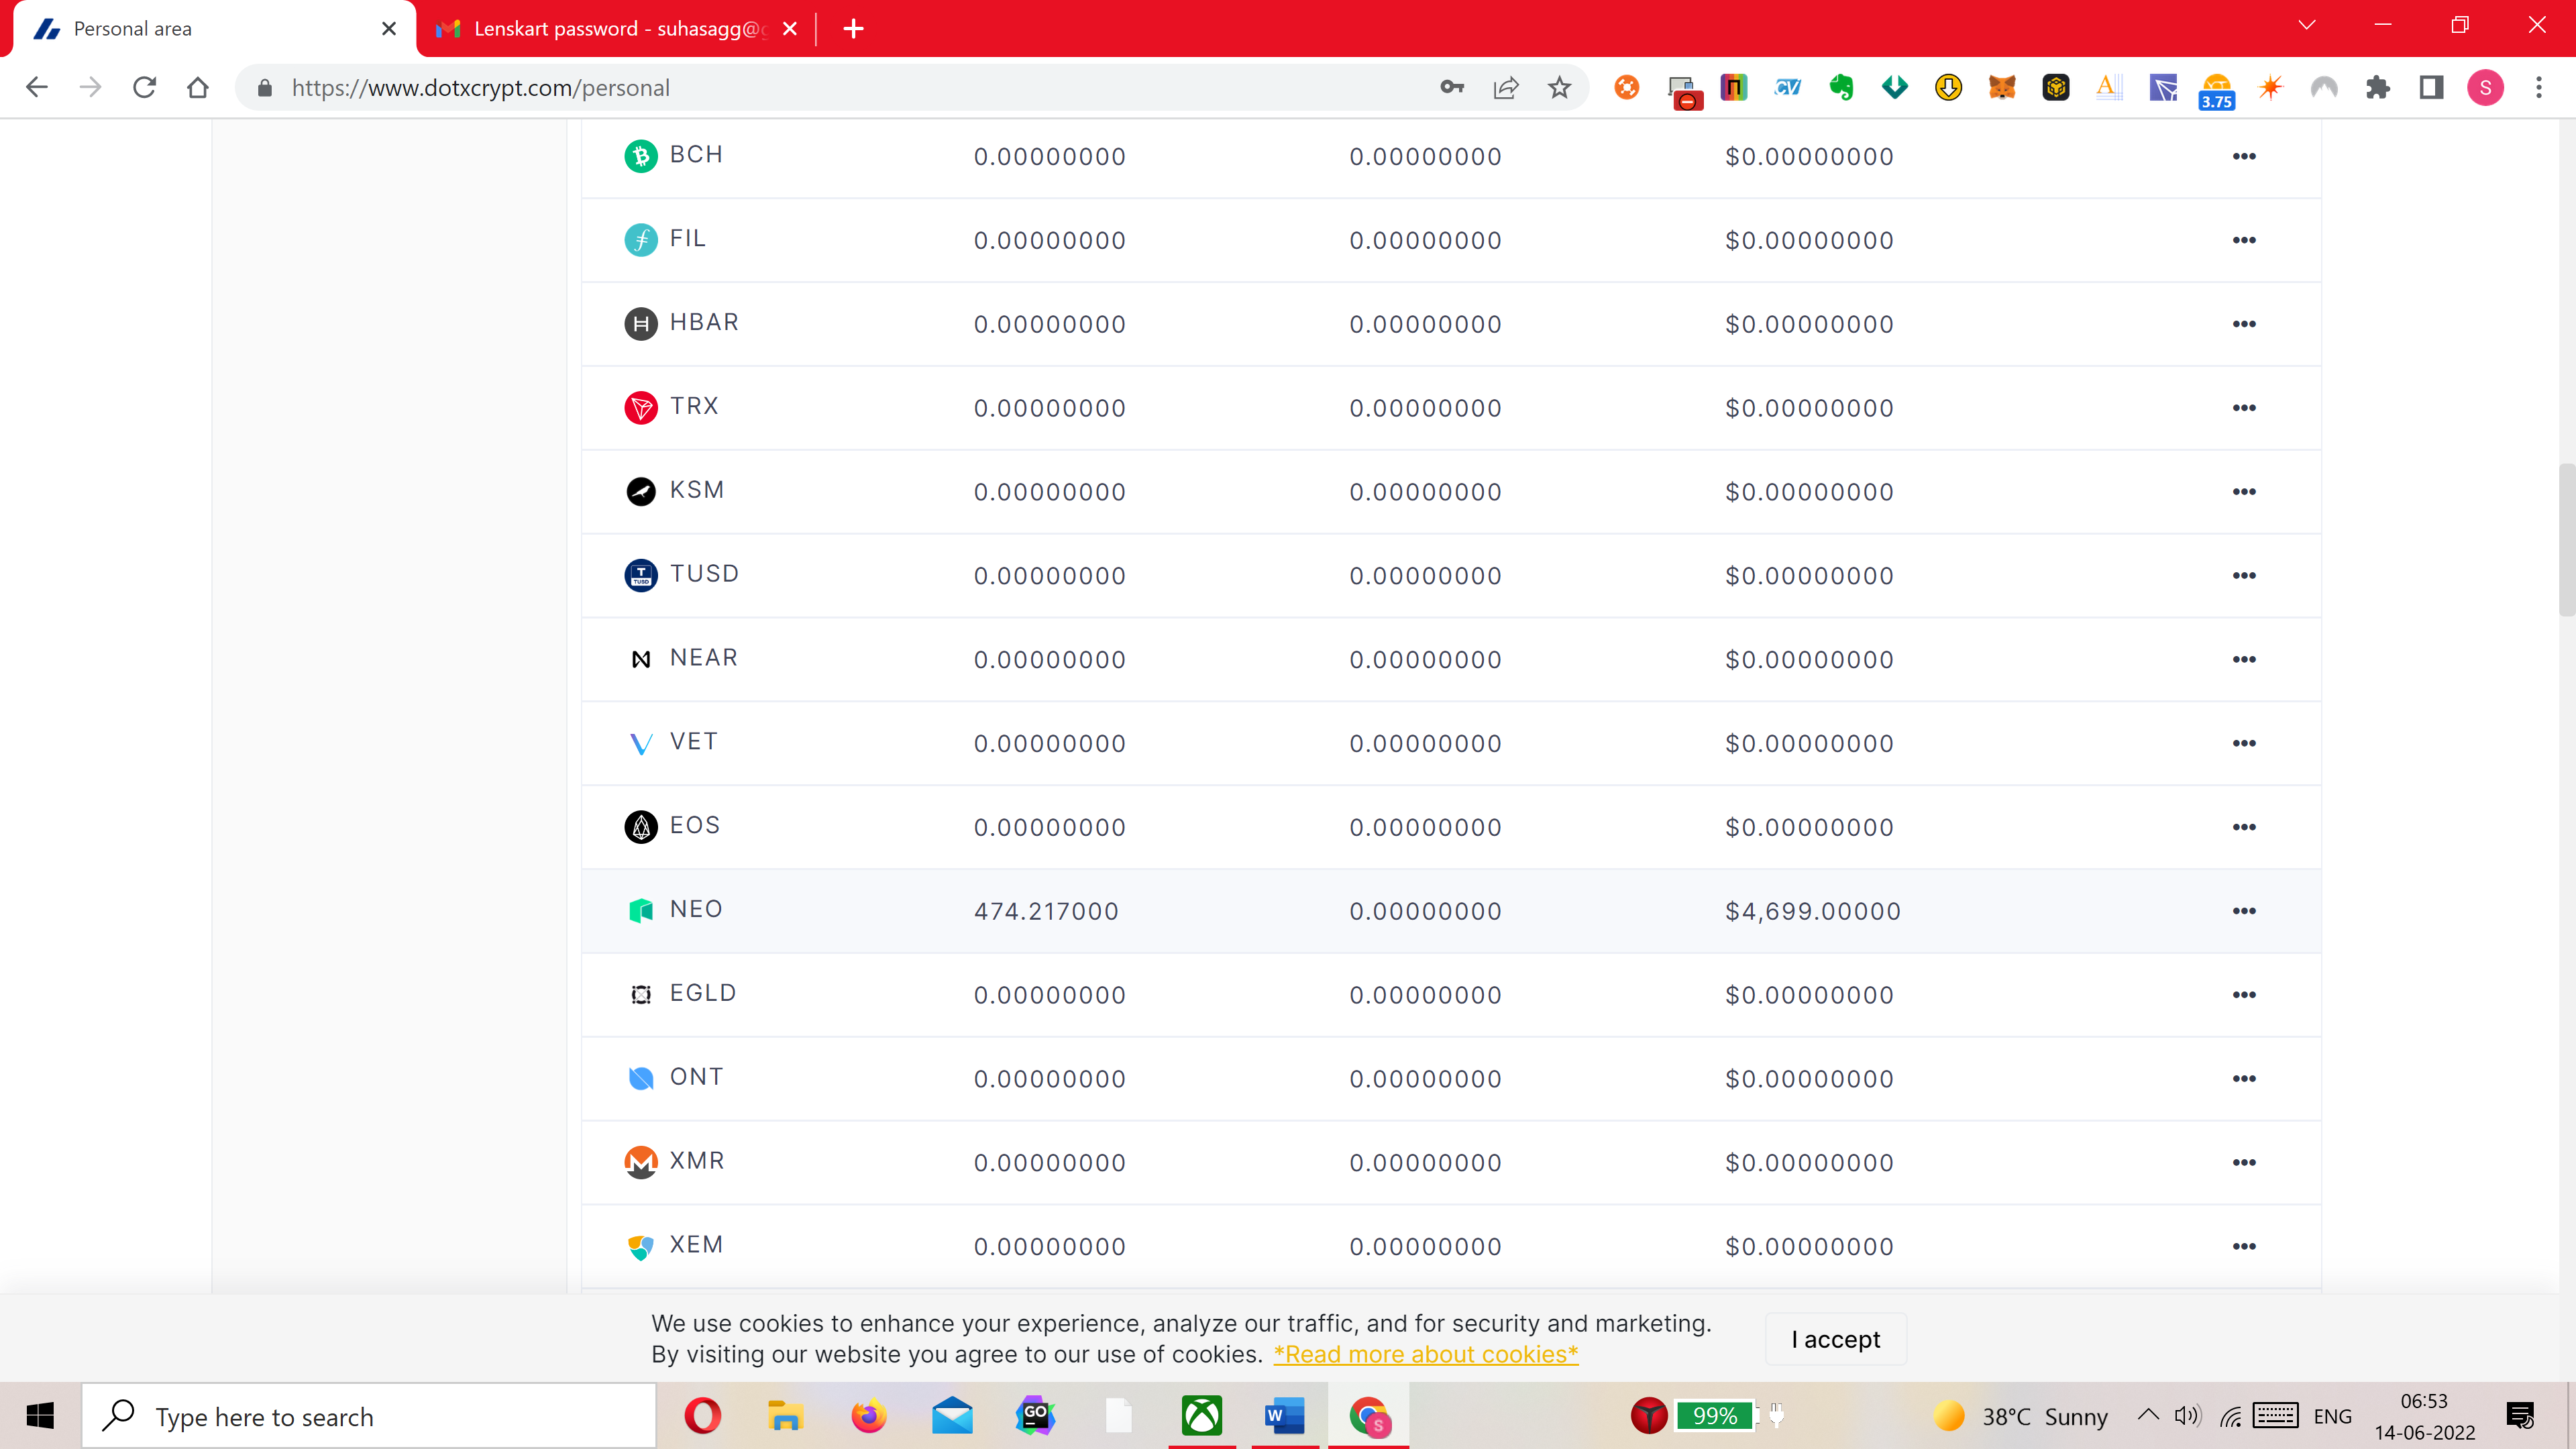 Personal area
Lenskart password - suhasagg@
https://www.dotxcrypt.com/personal
3.75
S
BCH 0.00000000 0.00000000 $0.00000000
FIL 0.00000000 0.00000000 $0.00000000
HBAR 0.00000000 0.00000000 $0.00000000
TRX 0.00000000 0.00000000 $0.00000000
KSM 0.00000000 0.00000000 $0.00000000
TUSD 0.00000000 0.00000000 $0.00000000
NEAR 0.00000000 0.00000000 $0.00000000
VET 0.00000000 0.00000000 $0.00000000
EOS 0.00000000 0.00000000 $0.00000000
NEO 474.217000 0.00000000 $4,699.00000
EGLD 0.00000000 0.00000000 $0.00000000
ONT 0.00000000 0.00000000 $0.00000000
XMR 0.00000000 0.00000000 $0.00000000
XEM 0.00000000 0.00000000 $0.00000000
We use cookies to enhance your experience, analyze our traffic, and for security and marketing.
By visiting our website you agree to our use of cookies. *Read more about cookies*
I accept
Type here to search
GO
W
S
99%
38°C Sunny
ENG
06:53
14-06-2022